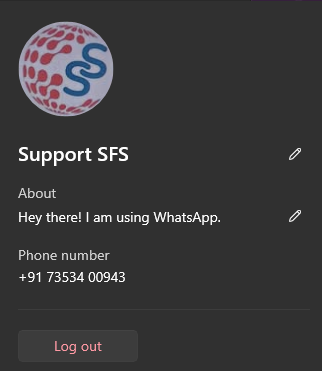 SS
Support SFS
About
Hey there! I am using WhatsApp.
Phone number
+91 73534 00943
Log out